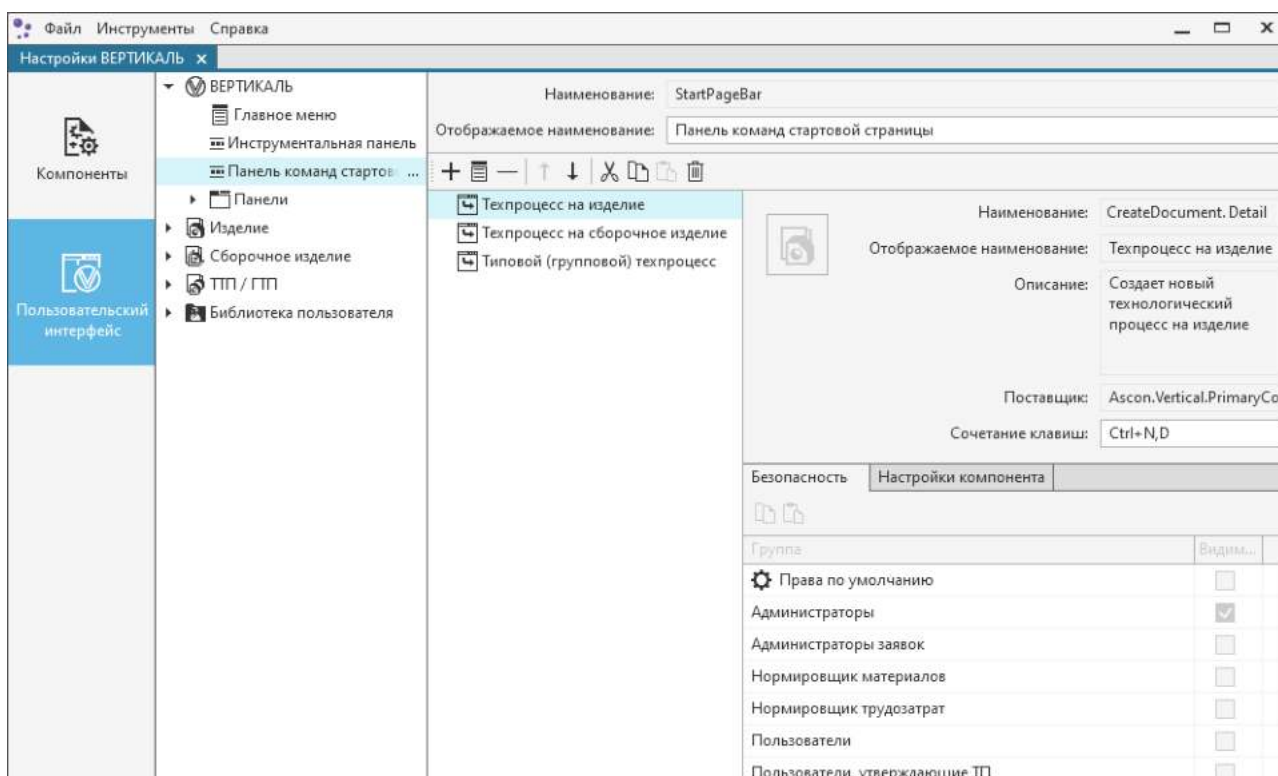 Файл Инструменты Справка
Настройки ВЕРТИКАЛЬ x
Компоненты
Пользовательский
интерфейс
ВЕРТИКАЛЬ
Главное меню
Инструментальная панель
Панель команд стартов ...
Панели
Изделие
Сборочное изделие
ТТП / ГТП
Библиотека пользователя
Наименование: StartPageBar
Отображаемое наименование: Панель команд стартовой страницы
Техпроцесс на изделие
Техпроцесс на сборочное изделие
Типовой (групповой) техпроцесс
Наименование: CreateDocument.Detail
Отображаемое наименование: Техпроцесс на изделие
Описание: Создает новый
технологический
процесс на изделие
Поставщик: Ascon.Vertical.PrimaryCo
Сочетание клавиш: Ctrl+N,D
Безопасность Настройки компонента
Группа Видим...
Права по умолчанию
Администраторы
Администраторы заявок
Нормировщик материалов
Нормировщик трудозатрат
Пользователи
Пользователи, утверждающие ТП